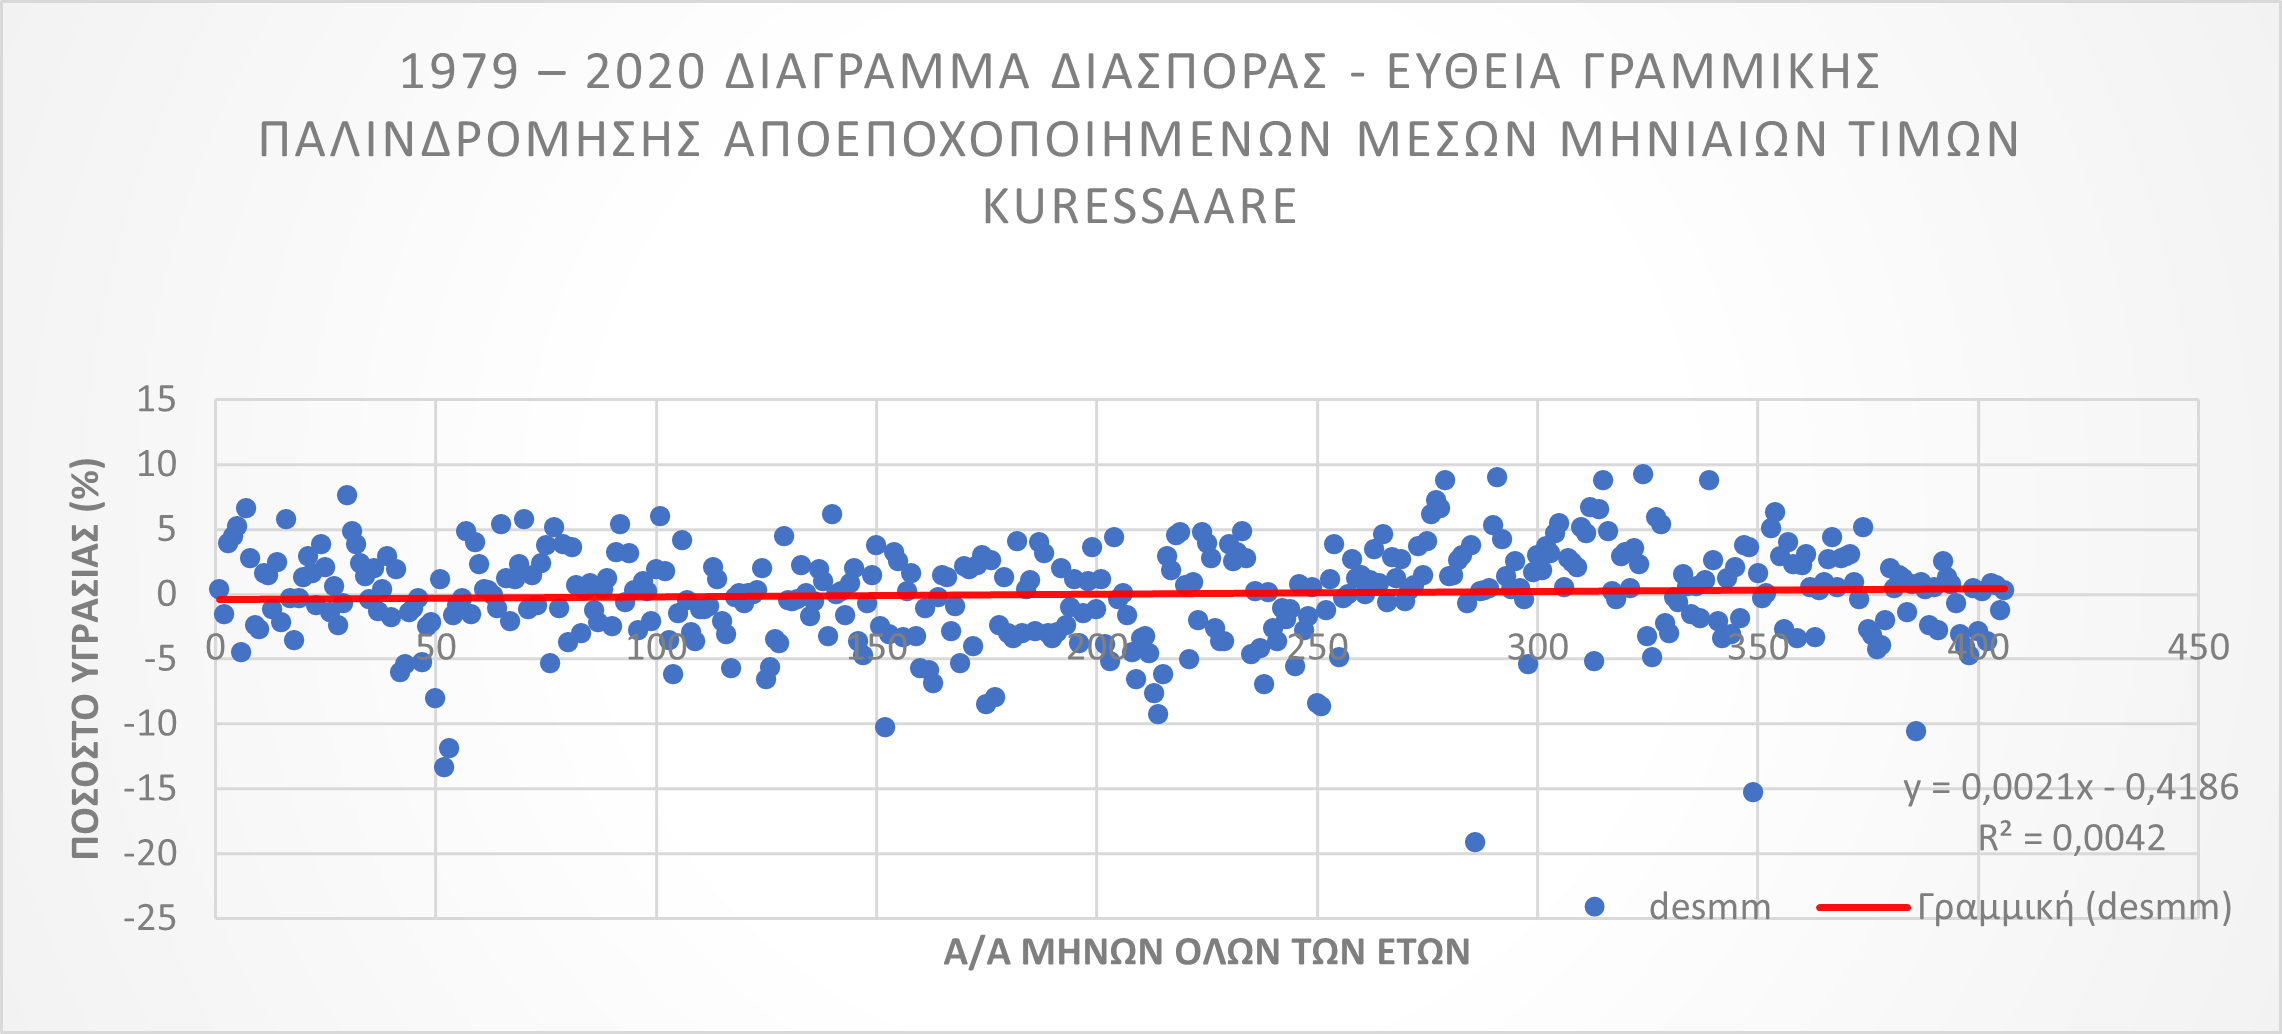 1979 – 2020 ΔΙΑΓΡΑΜΜΑ ΔΙΑΣΠΟΡΑΣ - ΕΥΘΕΙΑ ΓΡΑΜΜΙΚΗΣ
ΠΑΛΙΝΔΡΟΜΗΣΗΣ ΑΠΟΕΠΟΧΟΠΟΙΗΜΕΝΩΝ ΜΕΣΩΝ ΜΗΝΙΑΙΩΝ ΤΙΜΩΝ
KURESSAARE
ΠΟΣΟΣΤΟ ΥΓΡΑΣΙΑΣ (%)
15
10
5
0
-5
-10
-15
-20
-25
0 50 100 150 200 250 300 350 400 450
y = 0,0021x - 0,4186
R² = 0,0042
desmm Γραμμική (desmm)
Α/Α ΜΗΝΩΝ ΟΛΩΝ ΤΩΝ ΕΤΩΝ